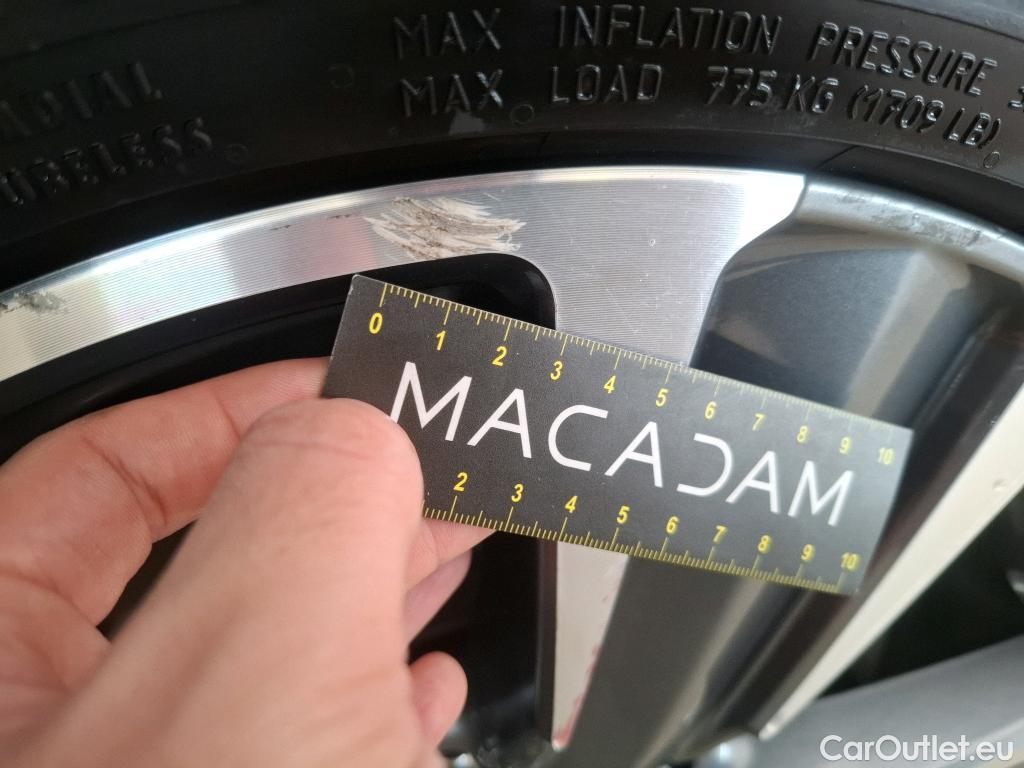 MAX INFLATION PRESSURE
MAX LOAD 775 KG (1709 LB)
0 1 2 3 4 5 6 7 8 9 10
MACADAM
2 3 4 5 6 7 8 9 10
CarOutlet.eu